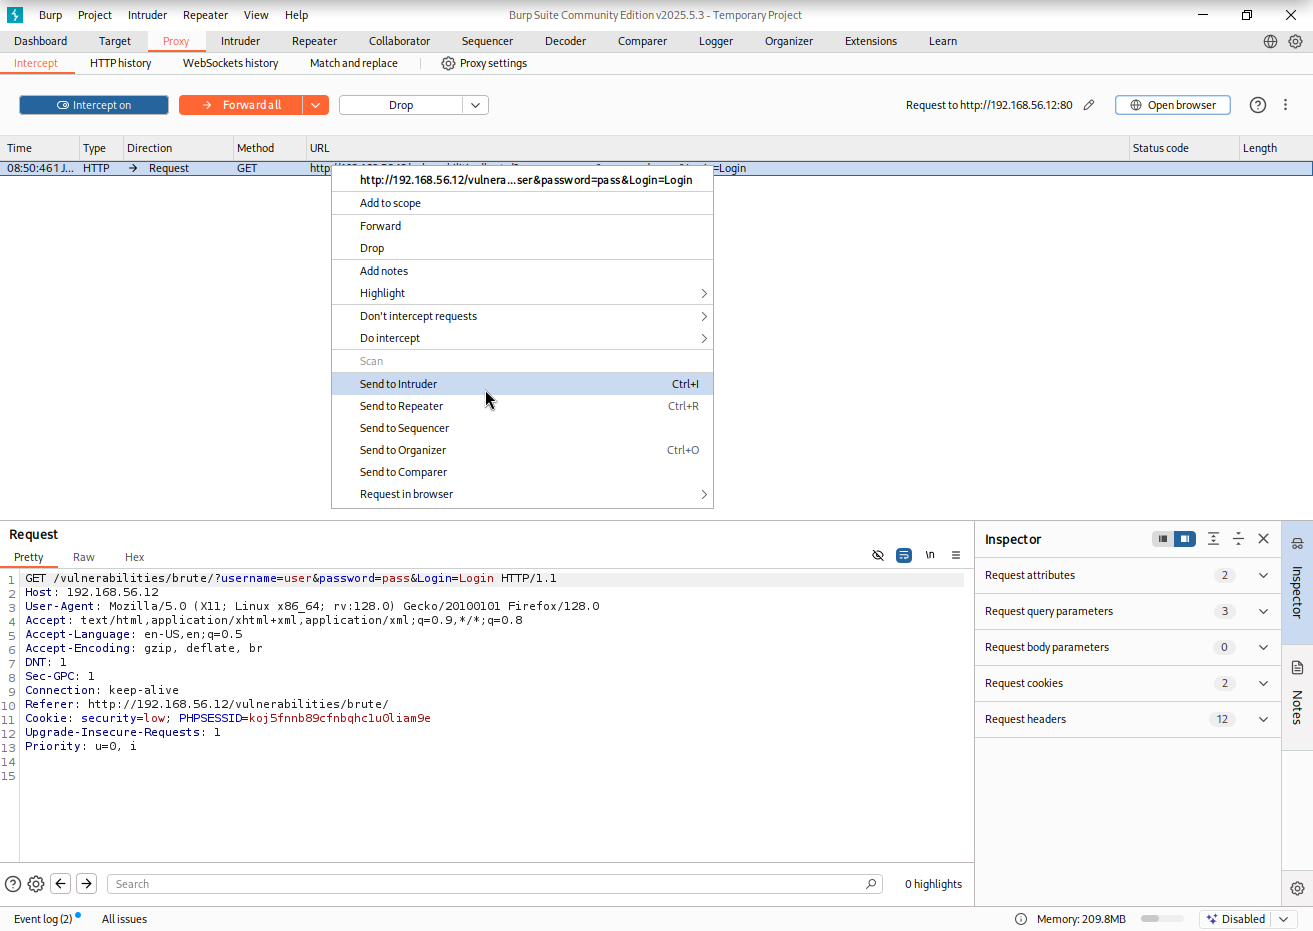 Burp Project Intruder Repeater View Help Burp Suite Community Edition v2025.5.3 - Temporary Project
Dashboard Target Proxy Intruder Repeater Collaborator Sequencer Decoder Comparer Logger Organizer Extensions Learn
Intercept HTTP history WebSockets history Match and replace Proxy settings
Intercept on Forward all Drop Request to http://192.168.56.12:80 Open browser
Time Type Direction Method URL Status code Length
08:50:461 J... HTTP Request GET http: =Login
http://192.168.56.12/vulnera...ser&password=pass&Login=Login
Add to scope
Forward
Drop
Add notes
Highlight
Don't intercept requests
Do intercept
Scan
Send to Intruder Ctrl+I
Send to Repeater Ctrl+R
Send to Sequencer
Send to Organizer Ctrl+O
Send to Comparer
Request in browser
Request
Pretty Raw Hex \n
1 GET /vulnerabilities/brute/?username=user&password=pass&Login=Login HTTP/1.1
2 Host: 192.168.56.12
3 User-Agent: Mozilla/5.0 (X11; Linux x86_64; rv:128.0) Gecko/20100101 Firefox/128.0
4 Accept: text/html,application/xhtml+xml,application/xml;q=0.9,*/*;q=0.8
5 Accept-Language: en-US,en;q=0.5
6 Accept-Encoding: gzip, deflate, br
7 DNT: 1
8 Sec-GPC: 1
9 Connection: keep-alive
10 Referer: http://192.168.56.12/vulnerabilities/brute/
11 Cookie: security=low; PHPSESSID=koj5fnnb89cfnbqhc1u0liam9e
12 Upgrade-Insecure-Requests: 1
13 Priority: u=0, i
14
15
Inspector
Request attributes 2
Request query parameters 3
Request body parameters 0
Request cookies 2
Request headers 12
Inspector
Notes
Search 0 highlights
Event log (2) All issues Memory: 209.8MB Disabled